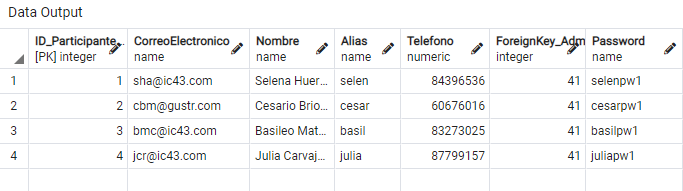 Data Output
ID_Participante... CorreoElectronico Nombre Alias Telefono ForeignKey_Adm Password
[PK] integer name name name numeric integer name
1 1 sha@ic43.com Selena Huer... selen 84396536 41 selenpw1
2 2 cbm@gustr.com Cesario Brio... cesar 60676016 41 cesarpw1
3 3 bmc@ic43.com Basileo Mat... basil 83273025 41 basilpw1
4 4 jcr@ic43.com Julia Carvaj... julia 87799157 41 juliapw1